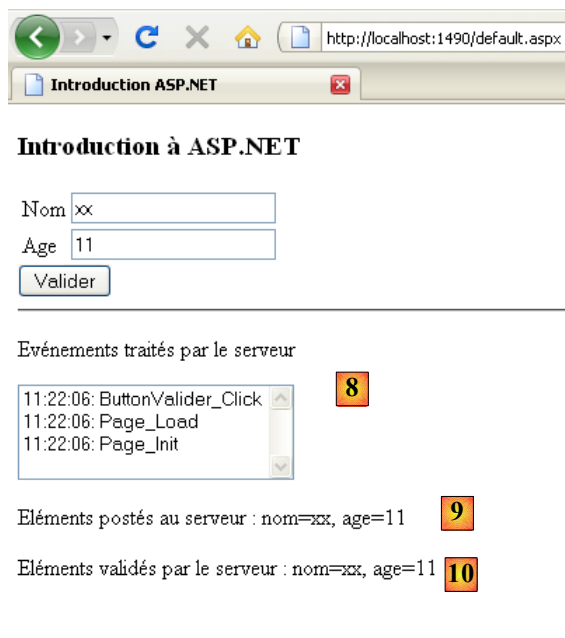 http://localhost:1490/default.aspx
Introduction ASP.NET
Introduction à ASP.NET
Nom xx
Age 11
Valider
Evénements traités par le serveur
8
11:22:06: ButtonValider_Click
11:22:06: Page_Load
11:22:06: Page_Init
Eléments postés au serveur : nom=xx, age=11 9
Eléments validés par le serveur : nom=xx, age=11 10